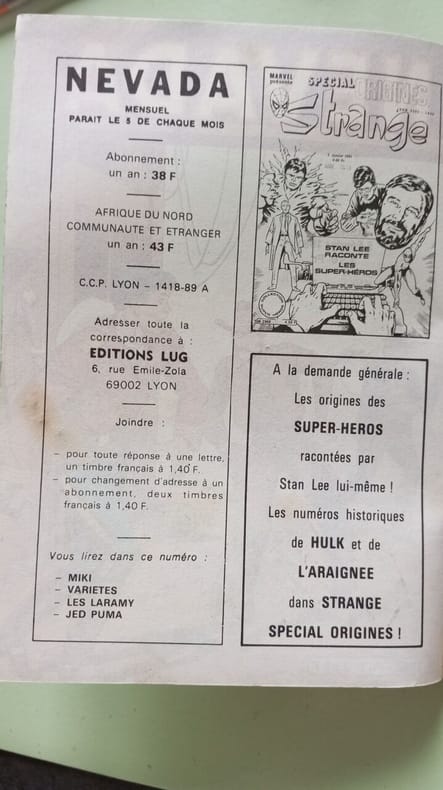 NEVADA
MENSUEL
PARAIT LE 5 DE CHAQUE MOIS
Abonnement :
un an : 38 F
AFRIQUE DU NORD
COMMUNAUTE ET ETRANGER
un an : 43 F
C.C.P. LYON – 1418-89 A
Adresser toute la
correspondance à :
EDITIONS LUG
6, rue Emile-Zola
69002 LYON
Joindre :
– pour toute réponse à une lettre,
un timbre français à 1,40 F.
– pour changement d'adresse à un
abonnement, deux timbres
français à 1,40 F.
Vous lirez dans ce numéro :
– MIKI
– VARIETES
– LES LARAMY
– JED PUMA
MARVEL
présente
SPECIAL
ORIGINES
Strange
STAN LEE
RACONTE
LES
SUPER-HÉROS
A la demande générale :
Les origines des
SUPER-HEROS
racontées par
Stan Lee lui-même !
Les numéros historiques
de HULK et de
L'ARAIGNEE
dans STRANGE
SPECIAL ORIGINES !